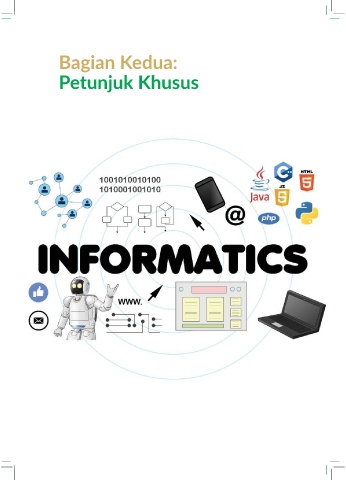 Bagian Kedua:
Petunjuk Khusus
1001010010100
1010001001010
Java
JS
HTML
5
php
@
INFORMATICS
www.